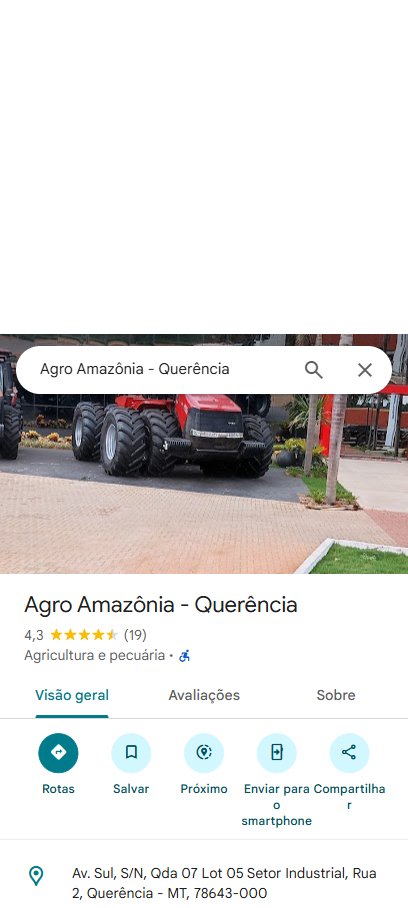 Agro Amazônia - Querência
Agro Amazônia - Querência
4,3 (19)
Agricultura e pecuária ·
Visão geral
Avaliações
Sobre
Rotas
Salvar
Próximo
Enviar para
o
smartphone
Compartilha
r
Av. Sul, S/N, Qda 07 Lot 05 Setor Industrial, Rua
2, Querência - MT, 78643-000